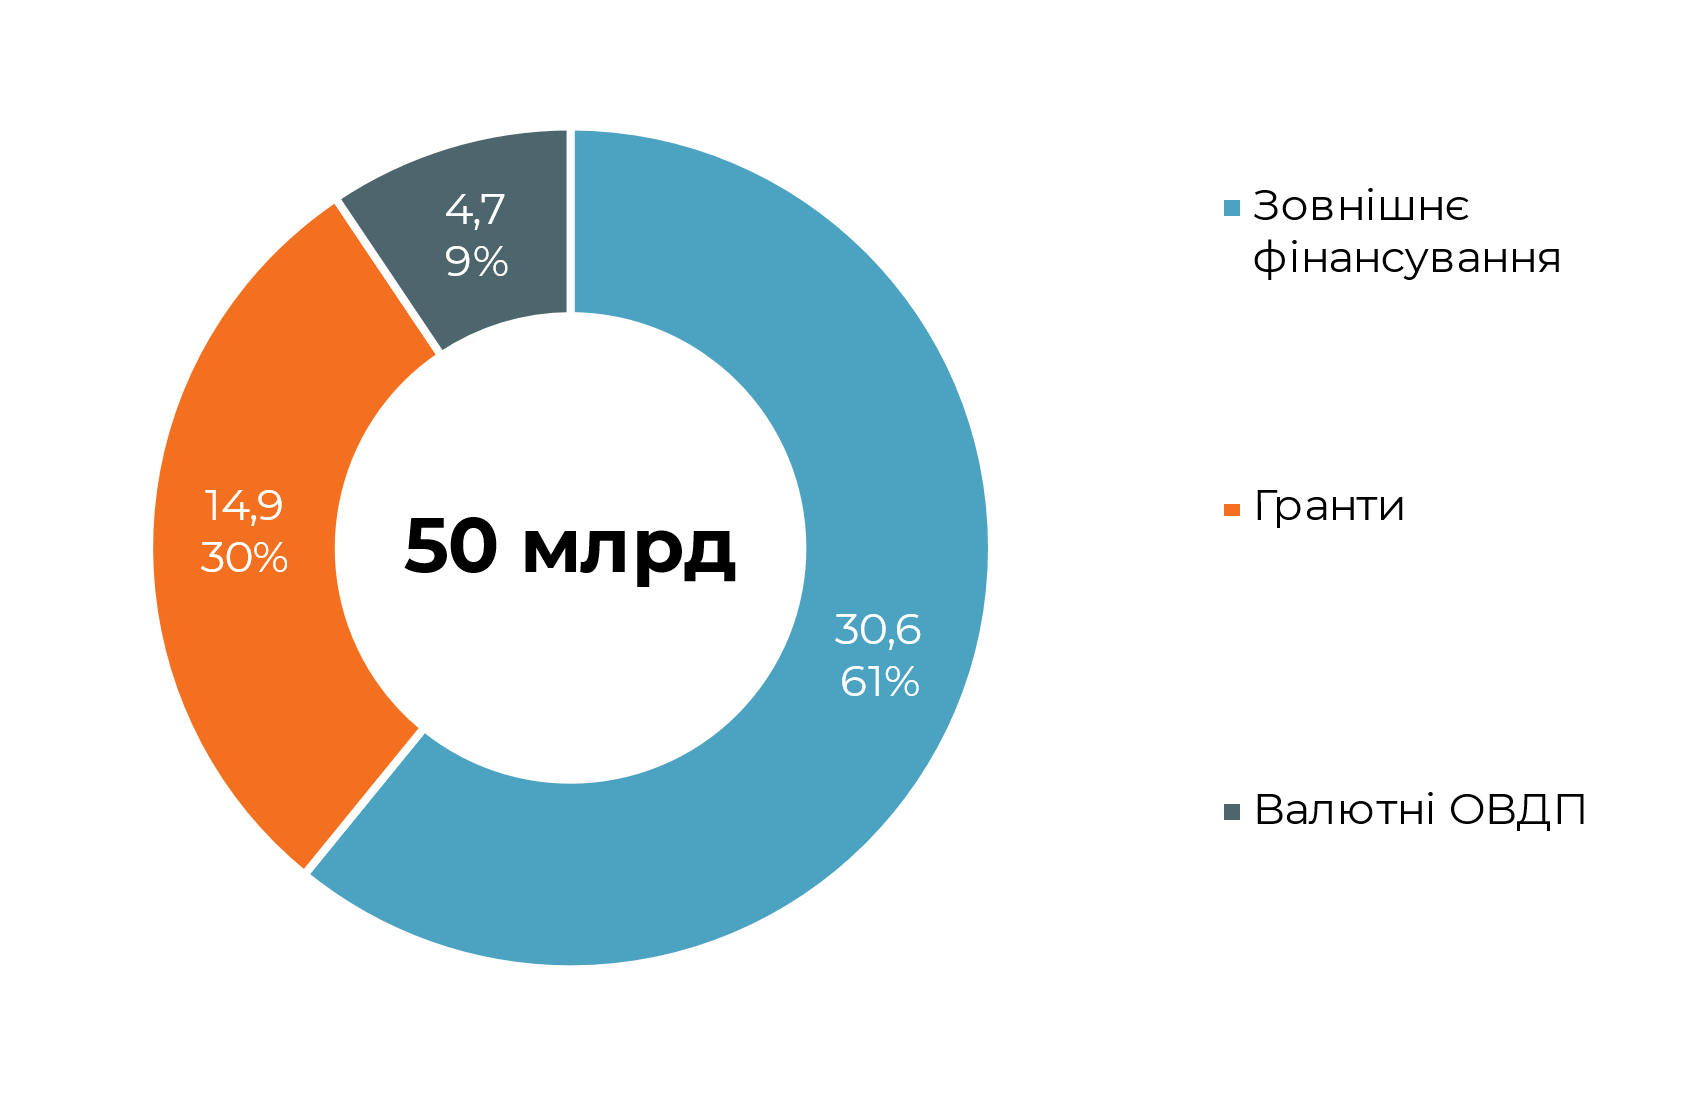 4,7
9%
14,9
30%
50 млрд
30,6
61%
Зовнішнє
фінансування
Гранти
Валютні ОВДП